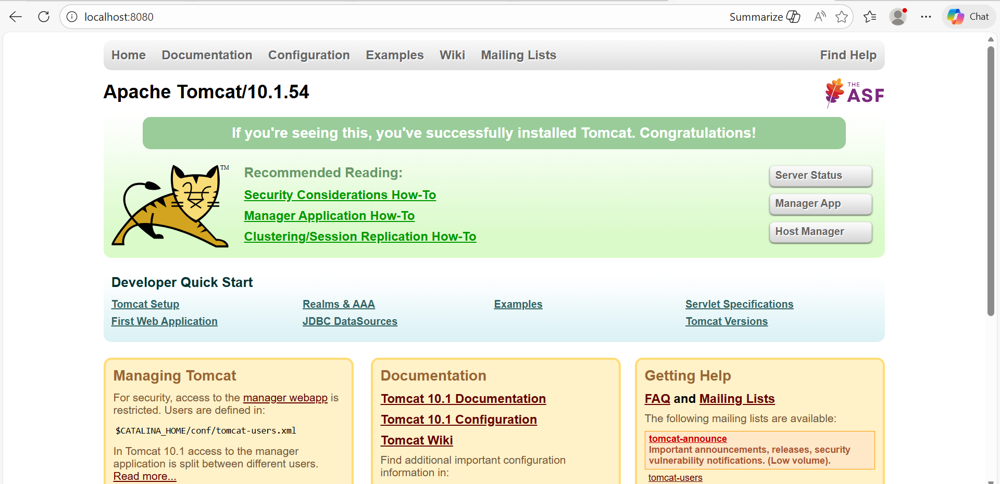 localhost:8080
Summarize
Chat
Home Documentation Configuration Examples Wiki Mailing Lists Find Help
Apache Tomcat/10.1.54
THE
ASF
If you're seeing this, you've successfully installed Tomcat. Congratulations!
TM
Recommended Reading:
Security Considerations How-To
Manager Application How-To
Clustering/Session Replication How-To
Server Status
Manager App
Host Manager
Developer Quick Start
Tomcat Setup
First Web Application
Realms & AAA
JDBC DataSources
Examples
Servlet Specifications
Tomcat Versions
Managing Tomcat
For security, access to the manager webapp is
restricted. Users are defined in:
$CATALINA_HOME/conf/tomcat-users.xml
In Tomcat 10.1 access to the manager
application is split between different users.
Read more...
Documentation
Tomcat 10.1 Documentation
Tomcat 10.1 Configuration
Tomcat Wiki
Find additional important configuration
information in:
Getting Help
FAQ and Mailing Lists
The following mailing lists are available:
tomcat-announce
Important announcements, releases, security
vulnerability notifications. (Low volume).
tomcat-users